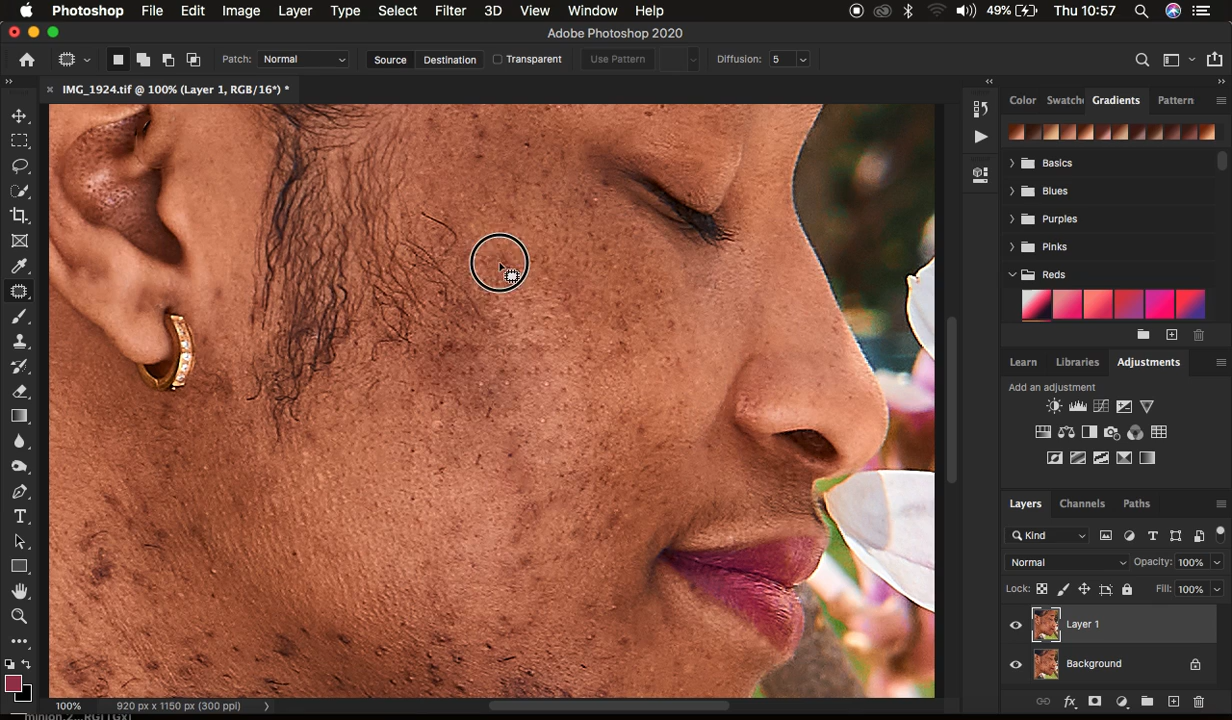 Photoshop File Edit Image Layer Type Select Filter 3D View Window Help 49% Thu 10:57
Adobe Photoshop 2020
Patch: Normal Source Destination Transparent Use Pattern Diffusion: 5
IMG_1924.tif @ 100% (Layer 1, RGB/16*) *
Color Swatche Gradients Pattern
Basics
Blues
Purples
Pinks
Reds
Learn Libraries Adjustments
Add an adjustment
Layers Channels Paths
Kind
Normal Opacity: 100%
Lock: Fill: 100%
Layer 1
Background
100% 920 px x 1150 px (300 ppi)